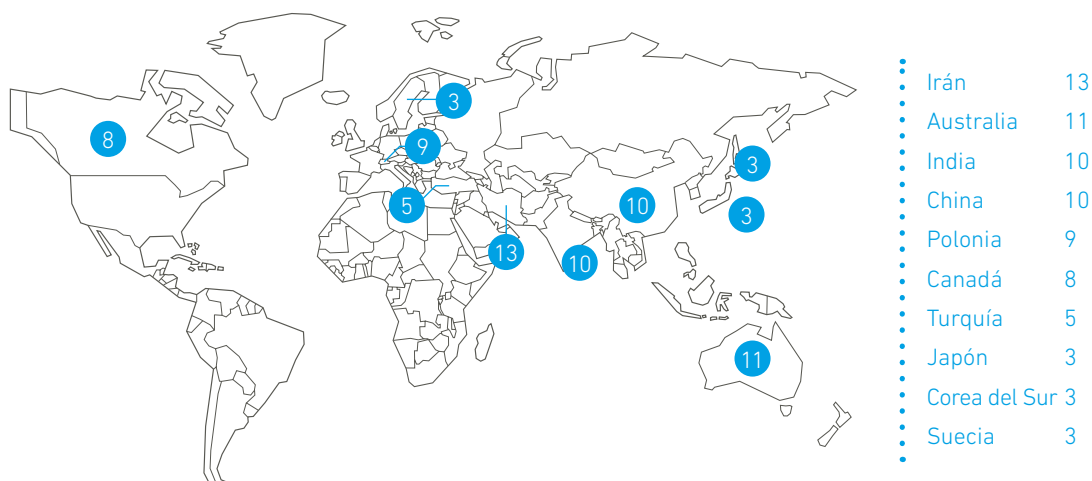 3
8
9
3
5
10
3
13
10
11
Irán 13
Australia 11
India 10
China 10
Polonia 9
Canadá 8
Turquía 5
Japón 3
Corea del Sur 3
Suecia 3